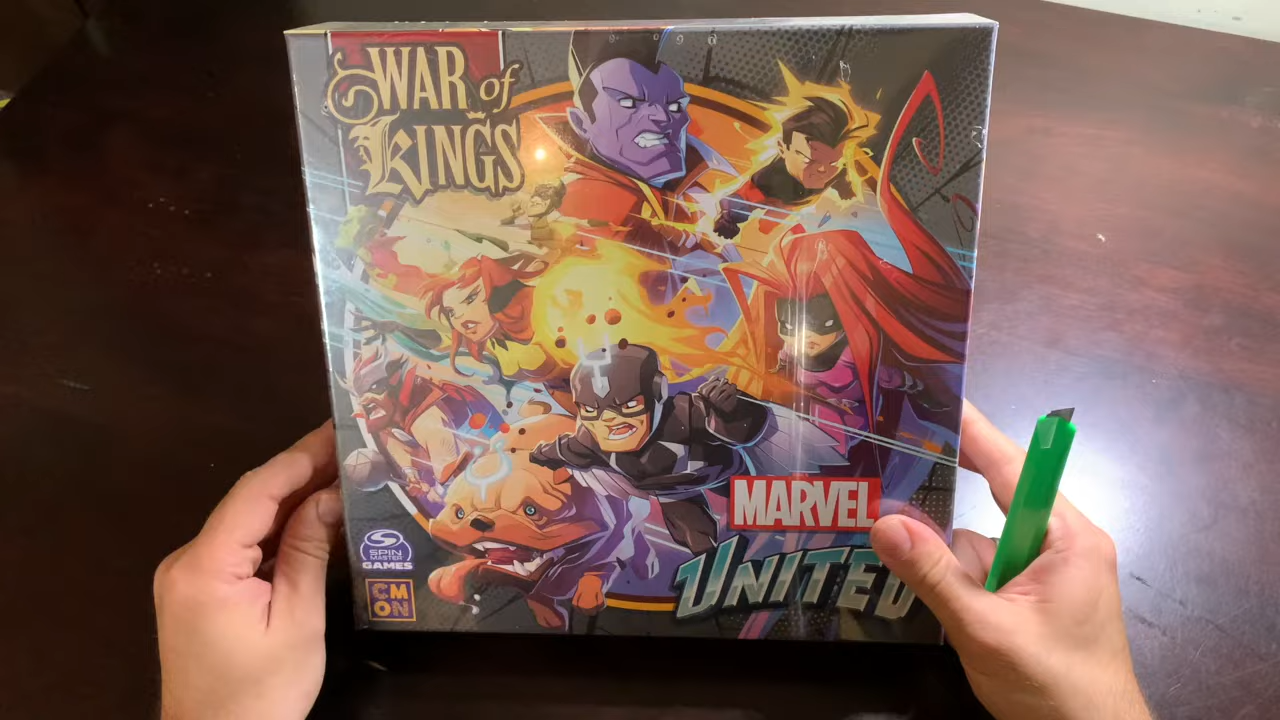 WAR of
KINGS
MARVEL
UNITED
SPIN
MASTER
GAMES
CM
ON